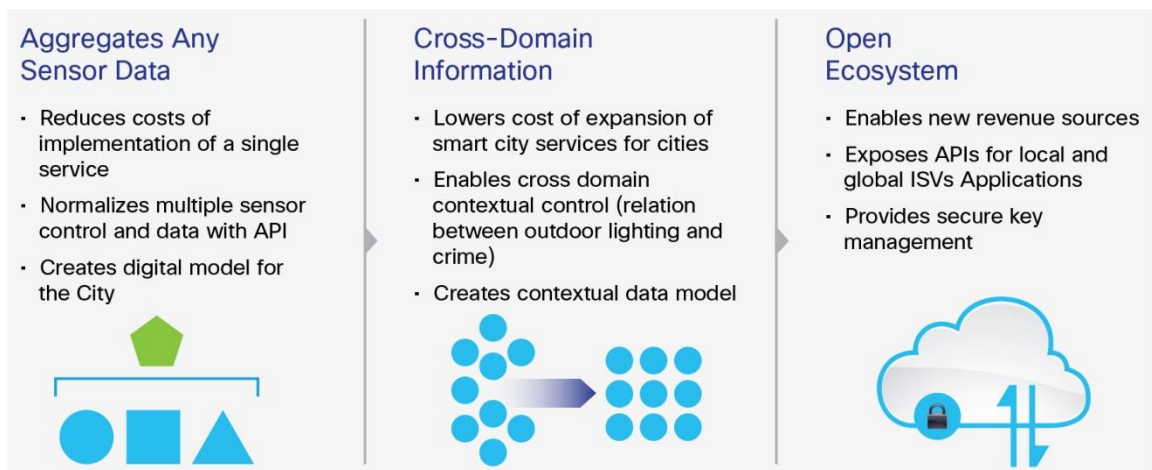 Aggregates Any
Sensor Data
· Reduces costs of
implementation of a single
service
· Normalizes multiple sensor
control and data with API
· Creates digital model for
the City
Cross-Domain
Information
· Lowers cost of expansion of
smart city services for cities
· Enables cross domain
contextual control (relation
between outdoor lighting and
crime)
· Creates contextual data model
Open
Ecosystem
· Enables new revenue sources
· Exposes APIs for local and
global ISVs Applications
· Provides secure key
management